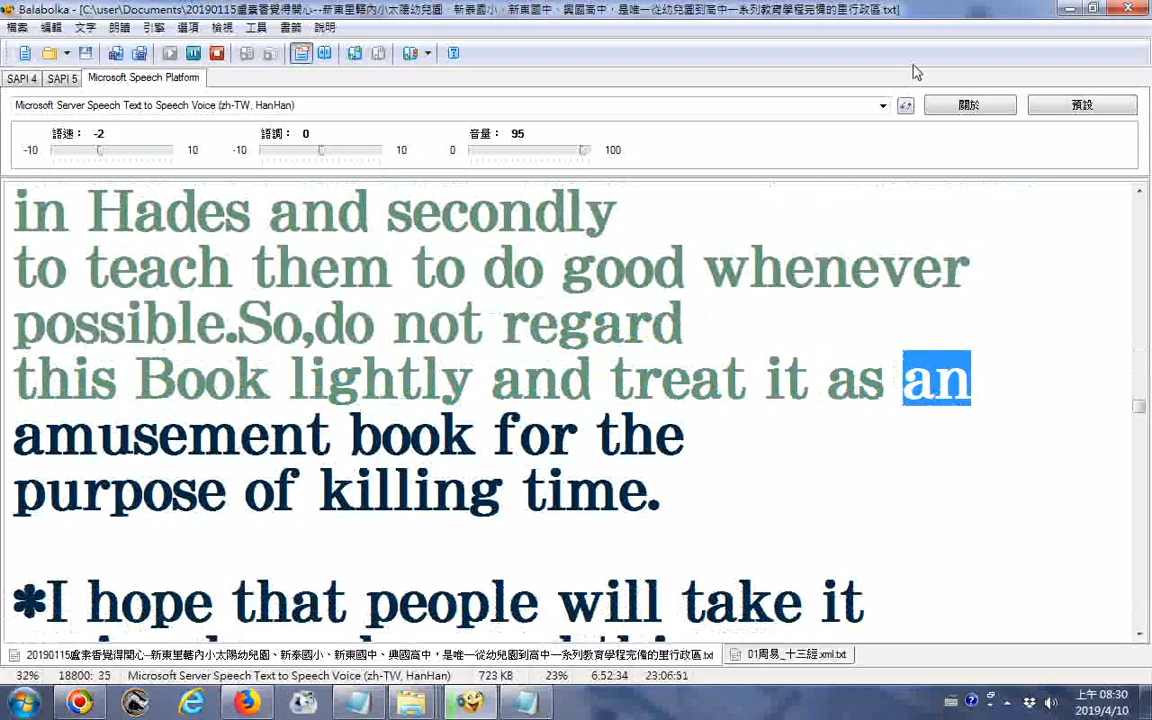 Balabolka - [C:\user\Documents\20190115盧素香覺得開心--新東里轄內小太陽幼兒園、新泰國小、新東國中、興國高中，是唯一從幼兒園到高中一系列教育學程完備的里行政區.txt]
檔案 編輯 文字 朗讀 引擎 選項 檢視 工具 書籤 說明
SAPI 4 SAPI 5 Microsoft Speech Platform
Microsoft Server Speech Text to Speech Voice (zh-TW, HanHan) 關於 預設
語速： -2 語調： 0 音量： 95
-10 10 -10 10 0 100
in Hades and secondly
to teach them to do good whenever
possible.So,do not regard
this Book lightly and treat it as an
amusement book for the
purpose of killing time.
*I hope that people will take it
20190115盧素香覺得開心--新東里轄內小太陽幼兒園、新泰國小、新東國中、興國高中，是唯一從幼兒園到高中一系列教育學程完備的里行政區.txt 01周易_十三經.xml.txt
32% 18800: 35 Microsoft Server Speech Text to Speech Voice (zh-TW, HanHan) 723 KB 23% 6:52:34 23:06:51
上午 08:30
2019/4/10